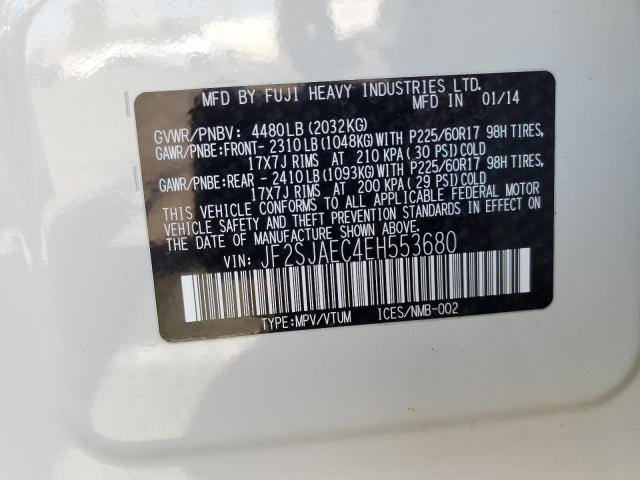 MFD BY FUJI HEAVY INDUSTRIES LTD. MFD IN 01/14
GVWR/PNBV: 4480LB (2032KG)
GAWR/PNBE:FRONT- 2310LB(1048KG)WITH P225/60R17 98H TIRES,
17X7J RIMS AT 210 KPA ( 30 PSI)COLD
GAWR/PNBE:REAR - 2410LB(1093KG)WITH P225/60R17 98H TIRES,
17X7J RIMS AT 200 KPA ( 29 PSI)COLD
THIS VEHICLE CONFORMS TO ALL APPLICABLE FEDERAL MOTOR
VEHICLE SAFETY AND THEFT PREVENTION STANDARDS IN EFFECT ON
THE DATE OF MANUFACTURE SHOWN ABOVE.
VIN: JF2SJAEC4EH553680
TYPE:MPV/VTUM ICES/NMB-002